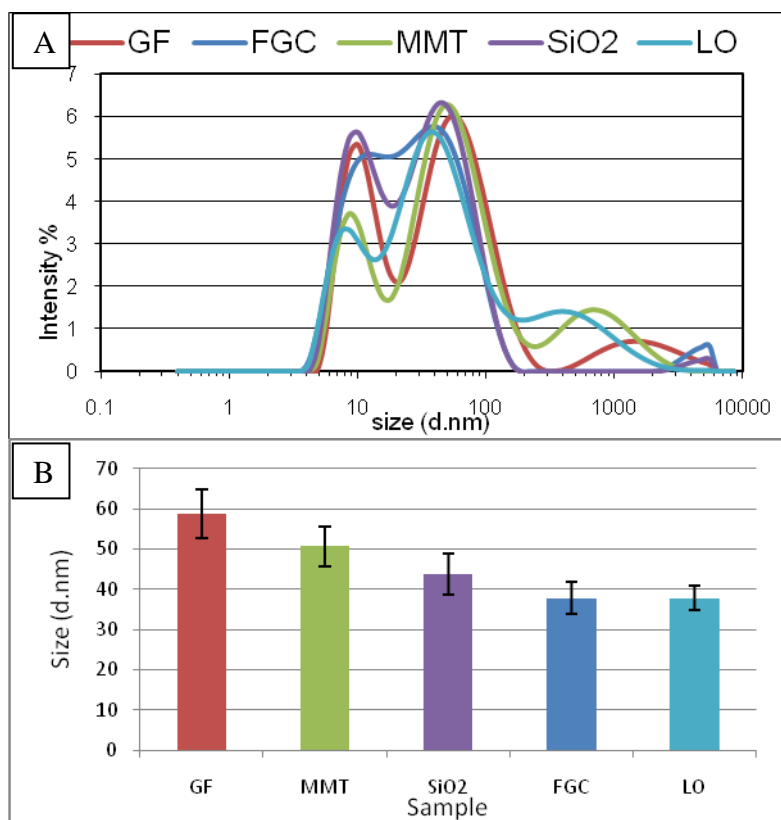 A
GF FGC MMT SiO2 LO
7
6
5
4
3
2
1
0
Intensity %
0.1 1 10 100 1000 10000
size (d.nm)
B
70
60
50
40
30
20
10
0
Size (d.nm)
GF MMT SiO2 FGC LO
Sample